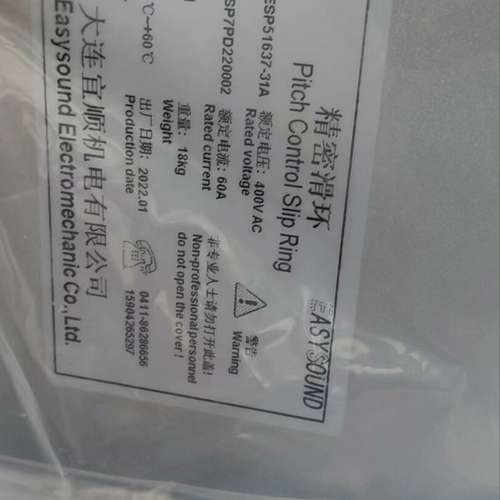 EASYSOUND
精密滑环
Pitch Control Slip Ring
ESP51637-31A
额定电压：400V AC
Rated voltage
SP7PD220002
额定电流：60A
Rated current
℃~+60℃
重量：18kg
Weight
出厂日期：2022.01
Production date
警告
Warning
非专业人士请勿打开此盖!
Non-professional personnel
do not open the cover!
0411-86286656
15904265297
大连宜顺机电有限公司
Easysound Electromechanic Co.,Ltd.